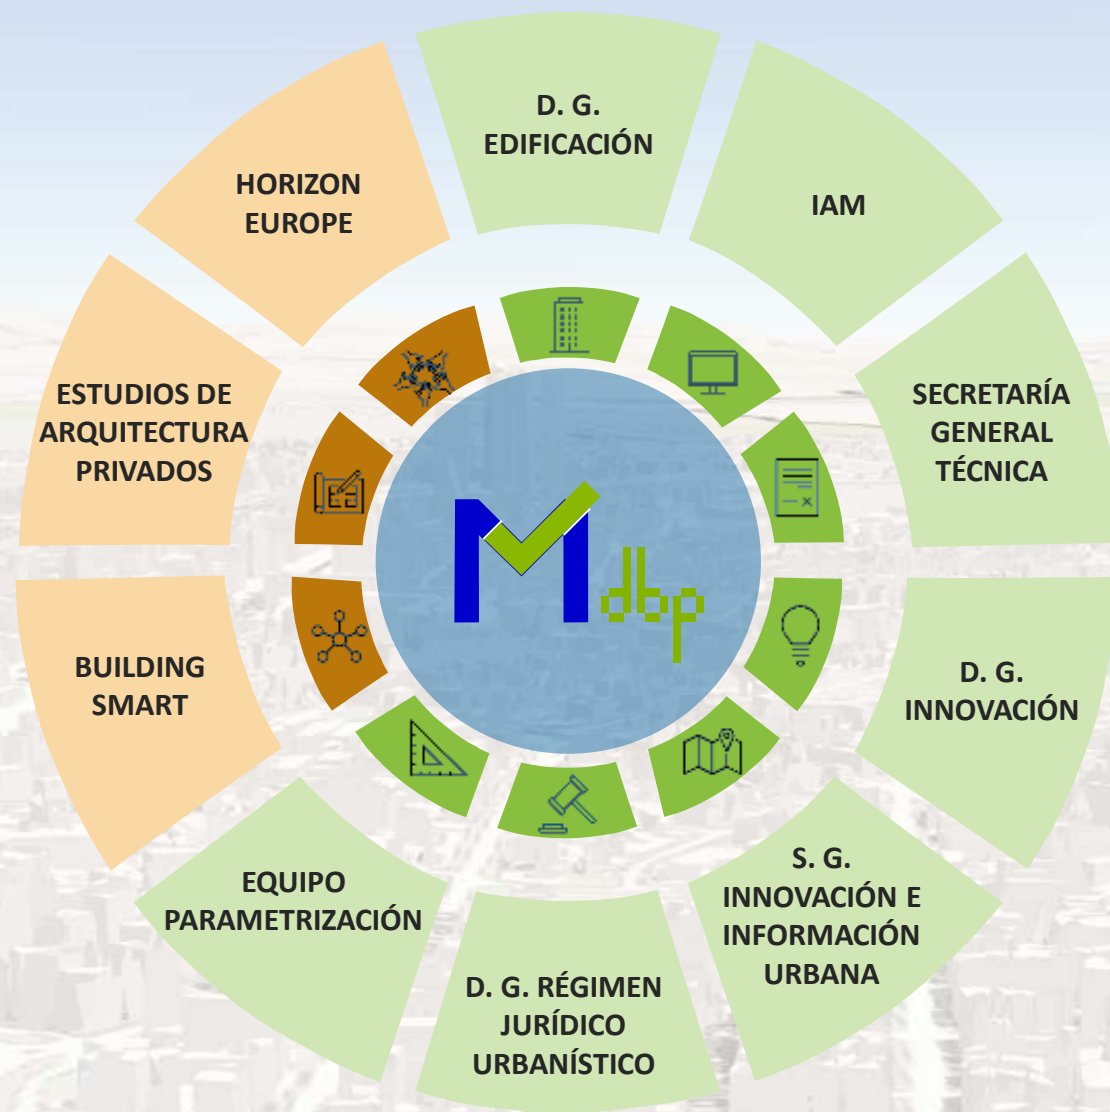 D. G.
EDIFICACIÓN
IAM
SECRETARÍA
GENERAL
TÉCNICA
D. G.
INNOVACIÓN
S. G.
INNOVACIÓN E
INFORMACIÓN
URBANA
D. G. RÉGIMEN
JURÍDICO
URBANÍSTICO
EQUIPO
PARAMETRIZACIÓN
BUILDING
SMART
ESTUDIOS DE
ARQUITECTURA
PRIVADOS
HORIZON
EUROPE
M
dbp